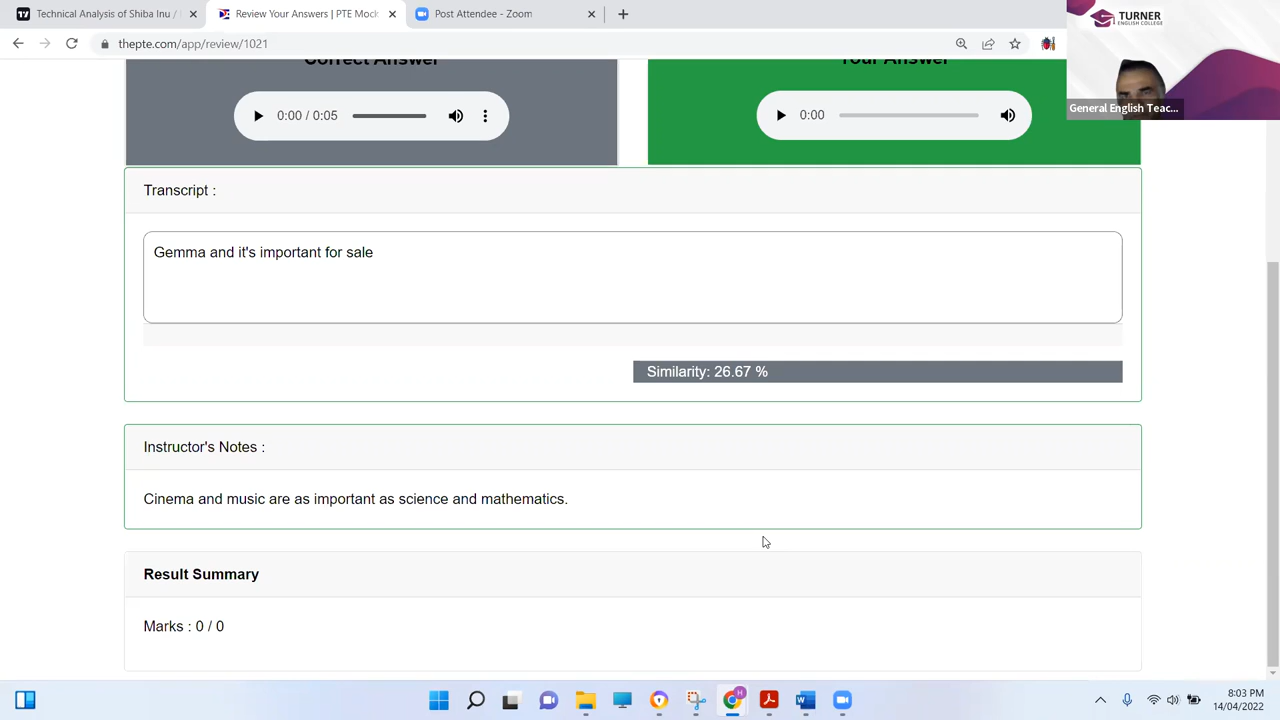 Technical Analysis of Shiba Inu /
Review Your Answers | PTE Mock
Post Attendee - Zoom
thepte.com/app/review/1021
TURNER
ENGLISH COLLEGE
General English Teac...
Correct Answer
Your Answer
0:00 / 0:05
0:00
Transcript :
Gemma and it's important for sale
Similarity: 26.67 %
Instructor's Notes :
Cinema and music are as important as science and mathematics.
Result Summary
Marks : 0 / 0
8:03 PM
14/04/2022